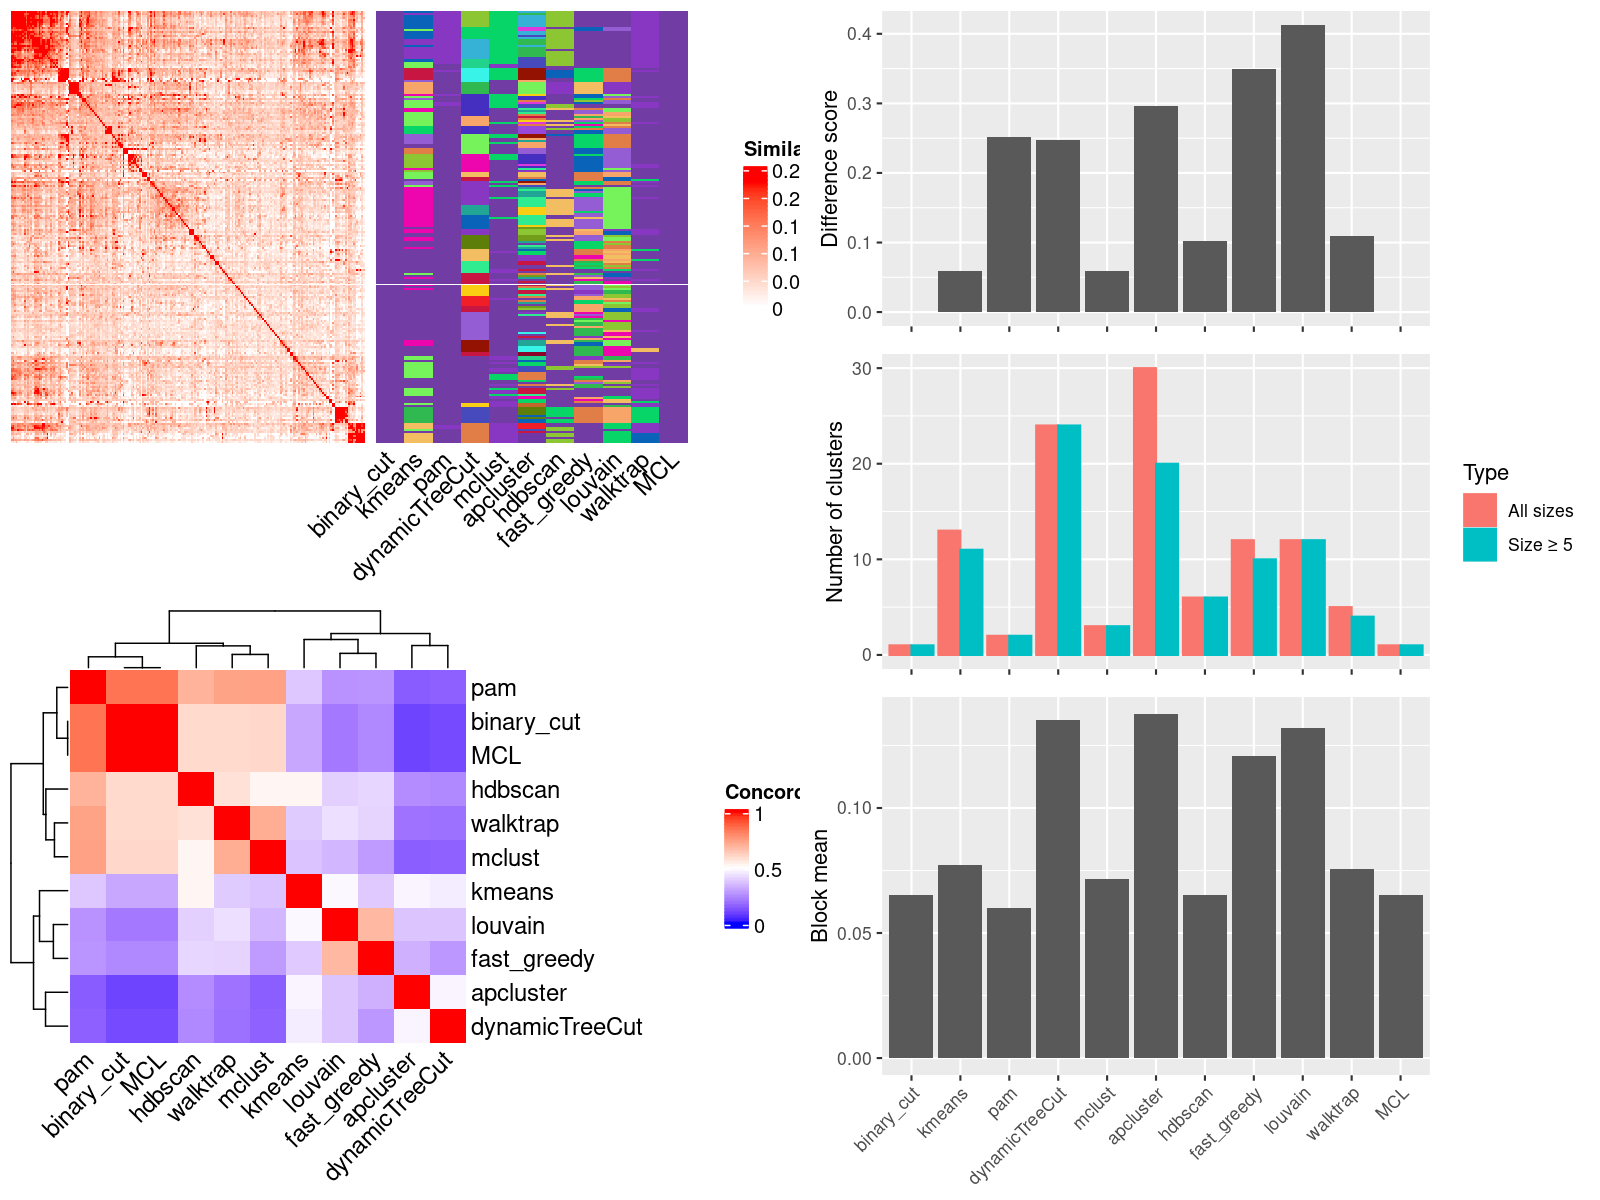 Simila
0.2
0.2
0.1
0.1
0.0
0
binary_cut
kmeans
pam
dynamicTreeCut
mclust
apcluster
hdbscan
fast_greedy
louvain
walktrap
MCL
pam
binary_cut
MCL
hdbscan
walktrap
mclust
kmeans
louvain
fast_greedy
apcluster
dynamicTreeCut
pam
binary_cut
MCL
hdbscan
walktrap
mclust
kmeans
louvain
fast_greedy
apcluster
dynamicTreeCut
Concord
1
0.5
0
Difference score
0.4
0.3
0.2
0.1
0.0
Number of clusters
30
20
10
0
Type
All sizes
Size ≥ 5
Block mean
0.10
0.05
0.00
binary_cut
kmeans
pam
dynamicTreeCut
mclust
apcluster
hdbscan
fast_greedy
louvain
walktrap
MCL